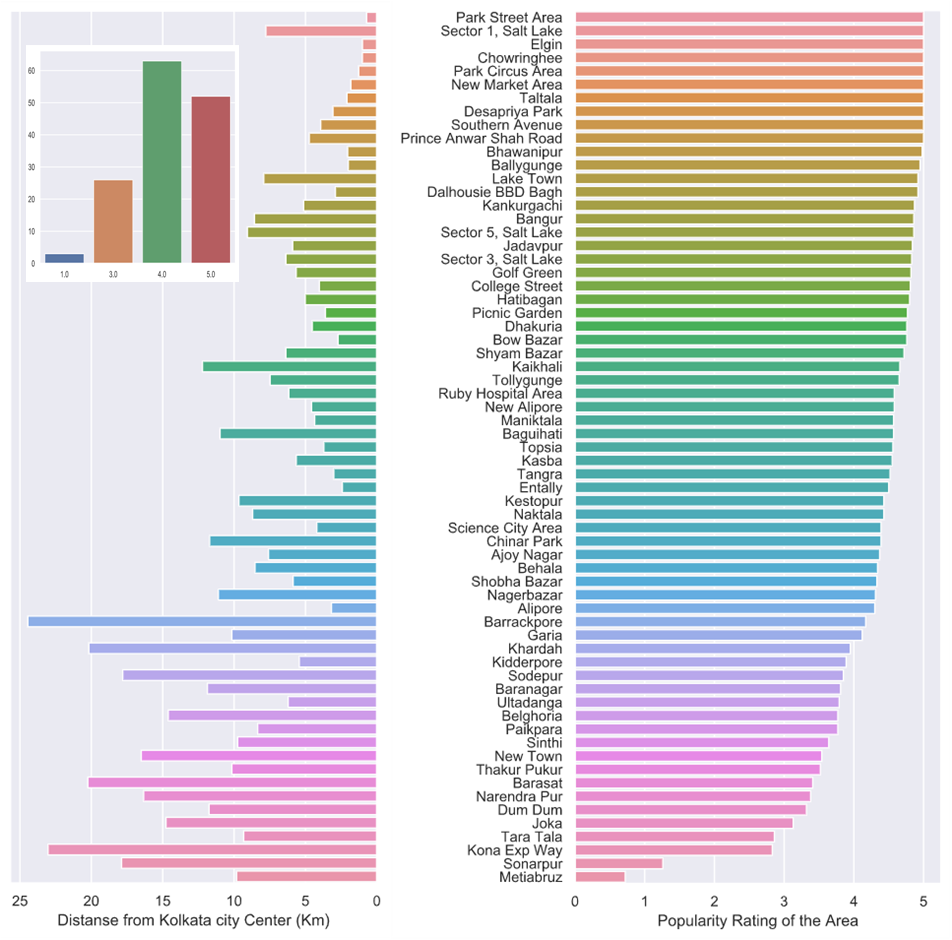 Park Street Area
Sector 1, Salt Lake
Elgin
Chowringhee
Park Circus Area
New Market Area
Taltala
Desapriya Park
Southern Avenue
Prince Anwar Shah Road
Bhawanipur
Ballygunge
Lake Town
Dalhousie BBD Bagh
Kankurgachi
Bangur
Sector 5, Salt Lake
Jadavpur
Sector 3, Salt Lake
Golf Green
College Street
Hatibagan
Picnic Garden
Dhakuria
Bow Bazar
Shyam Bazar
Kaikhali
Tollygunge
Ruby Hospital Area
New Alipore
Maniktala
Baguihati
Topsia
Kasba
Tangra
Entally
Kestopur
Naktala
Science City Area
Chinar Park
Ajoy Nagar
Behala
Shobha Bazar
Nagerbazar
Alipore
Barrackpore
Garia
Khardah
Kidderpore
Sodepur
Baranagar
Ultadanga
Belghoria
Paikpara
Sinthi
New Town
Thakur Pukur
Barasat
Narendra Pur
Dum Dum
Joka
Tara Tala
Kona Exp Way
Sonarpur
Metiabruz
60
50
40
30
20
10
0
1.0 3.0 4.0 5.0
25 20 15 10 5 0
Distanse from Kolkata city Center (Km)
0 1 2 3 4 5
Popularity Rating of the Area